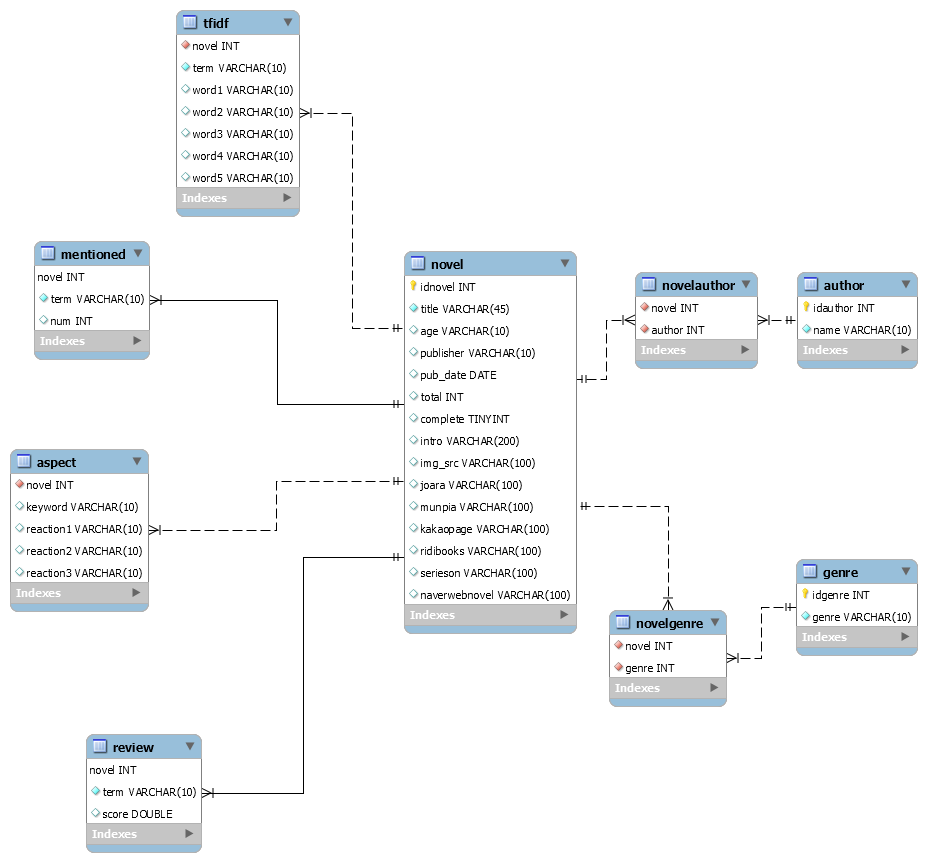 tfidf
novel INT
term VARCHAR(10)
word1 VARCHAR(10)
word2 VARCHAR(10)
word3 VARCHAR(10)
word4 VARCHAR(10)
word5 VARCHAR(10)
Indexes
mentioned
novel INT
term VARCHAR(10)
num INT
Indexes
aspect
novel INT
keyword VARCHAR(10)
reaction1 VARCHAR(10)
reaction2 VARCHAR(10)
reaction3 VARCHAR(10)
Indexes
review
novel INT
term VARCHAR(10)
score DOUBLE
Indexes
novel
idnovel INT
title VARCHAR(45)
age VARCHAR(10)
publisher VARCHAR(10)
pub_date DATE
total INT
complete TINYINT
intro VARCHAR(200)
img_src VARCHAR(100)
joara VARCHAR(100)
munpia VARCHAR(100)
kakaopage VARCHAR(100)
ridibooks VARCHAR(100)
serieson VARCHAR(100)
naverwebnovel VARCHAR(100)
Indexes
novelauthor
novel INT
author INT
Indexes
author
idauthor INT
name VARCHAR(10)
Indexes
novelgenre
novel INT
genre INT
Indexes
genre
idgenre INT
genre VARCHAR(10)
Indexes